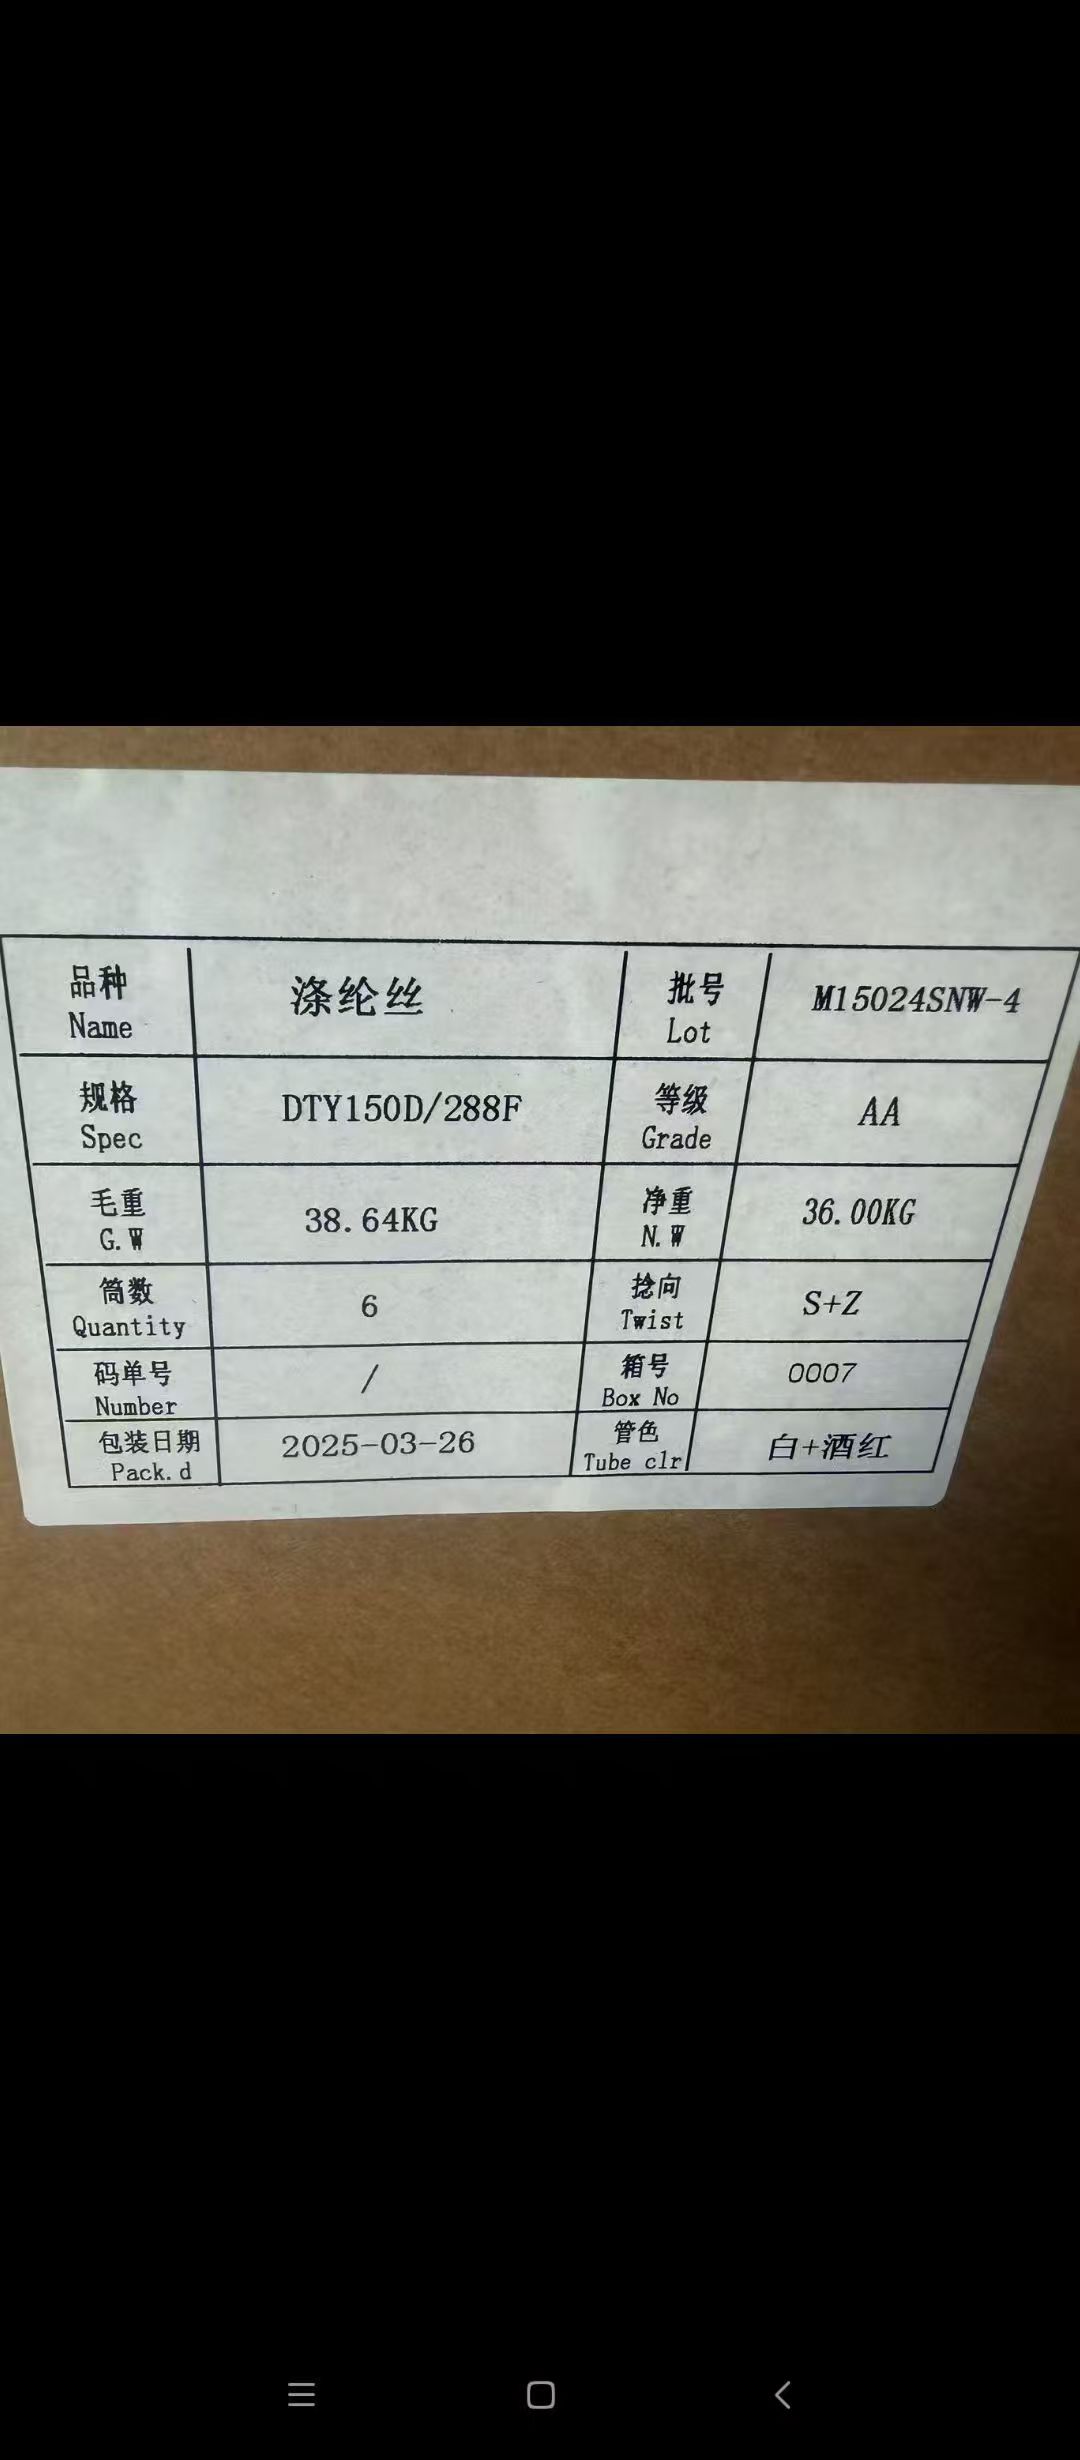 品种 涤纶丝 批号 M15024SNW-4
Name Lot
规格 DTY150D/288F 等级 AA
Spec Grade
毛重 38.64KG 净重 36.00KG
G.W N.W
筒数 6 捻向 S+Z
Quantity Twist
码单号 / 箱号 0007
Number Box No
包装日期 2025-03-26 管色 白+酒红
Pack.d Tube clr